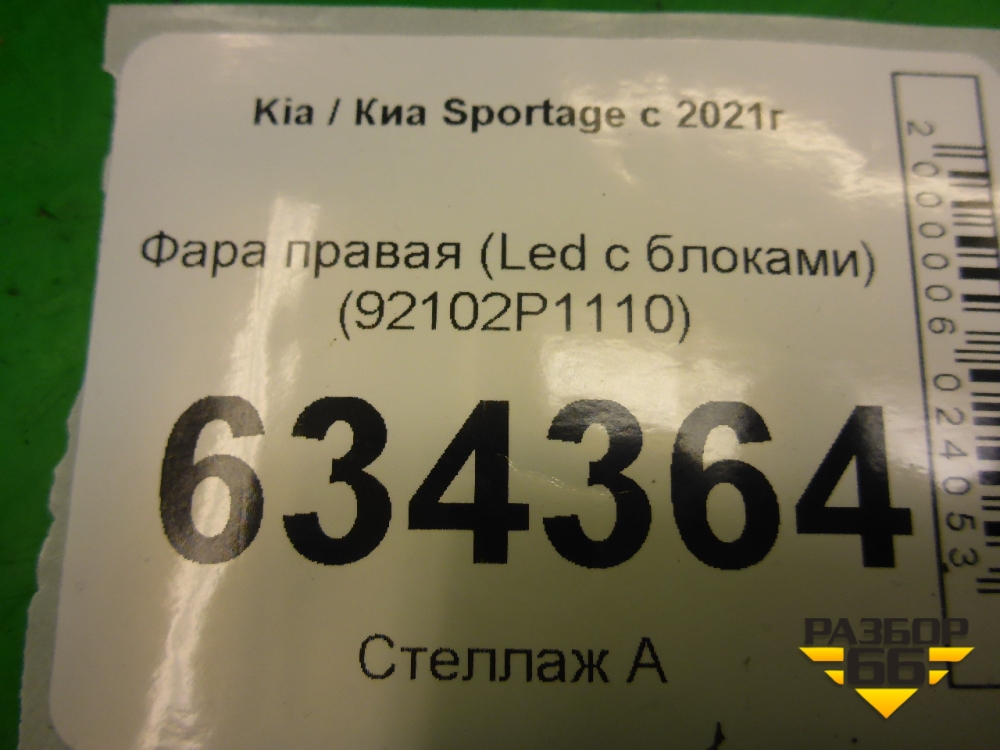 Kia / Киа Sportage с 2021г
Фара правая (Led с блоками)
(92102P1110)
634364
Стеллаж А
2000006024053
РАЗБОР
66